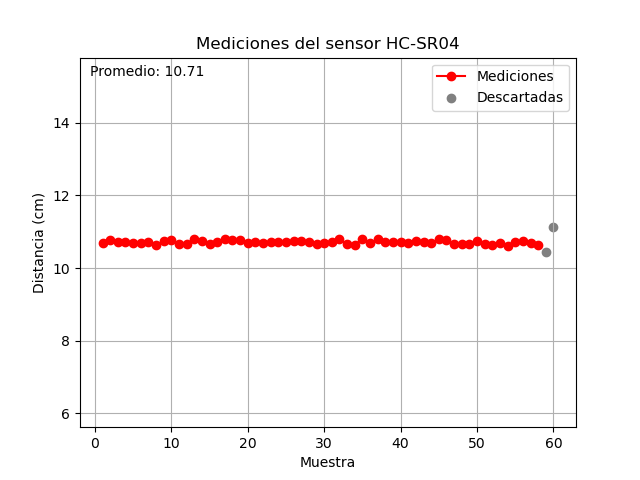 Mediciones del sensor HC-SR04
Promedio: 10.71
Mediciones
Descartadas
14
12
10
8
6
Distancia (cm)
0 10 20 30 40 50 60
Muestra